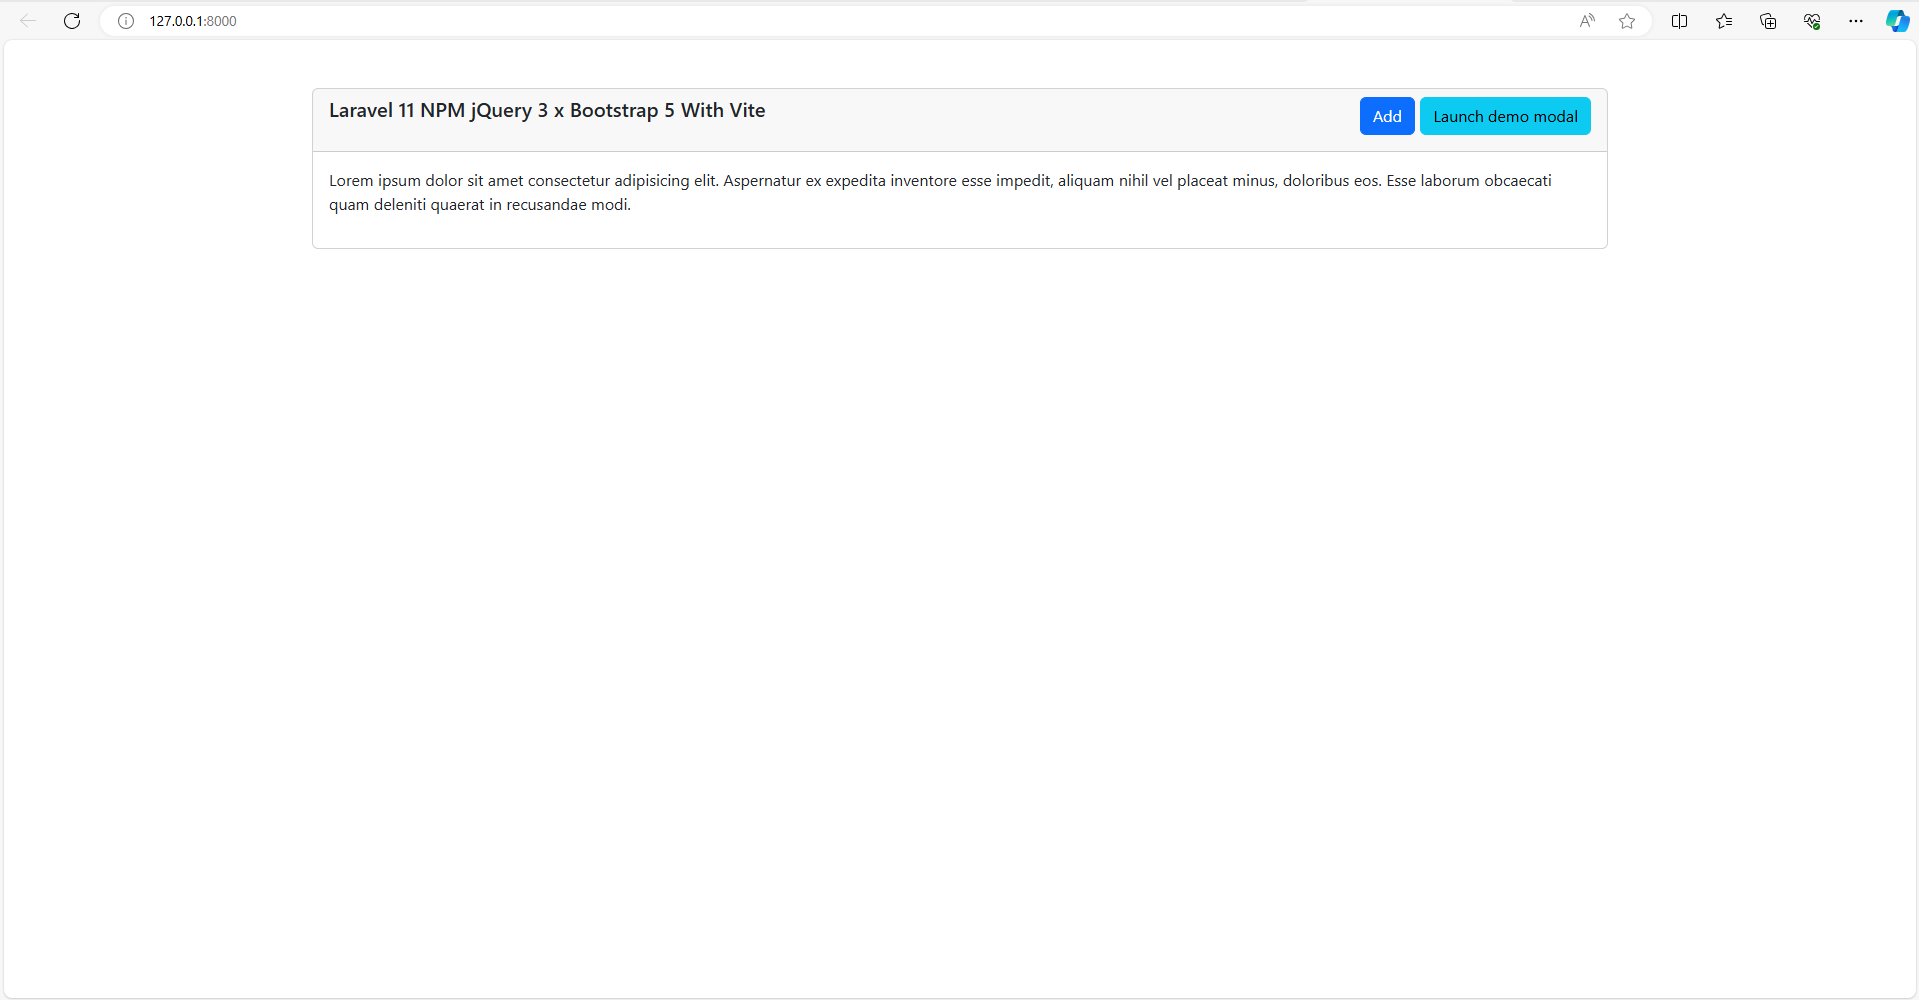 127.0.0.1:8000
Laravel 11 NPM jQuery 3 x Bootstrap 5 With Vite
Add
Launch demo modal
Lorem ipsum dolor sit amet consectetur adipisicing elit. Aspernatur ex expedita inventore esse impedit, aliquam nihil vel placeat minus, doloribus eos. Esse laborum obcaecati
quam deleniti quaerat in recusandae modi.